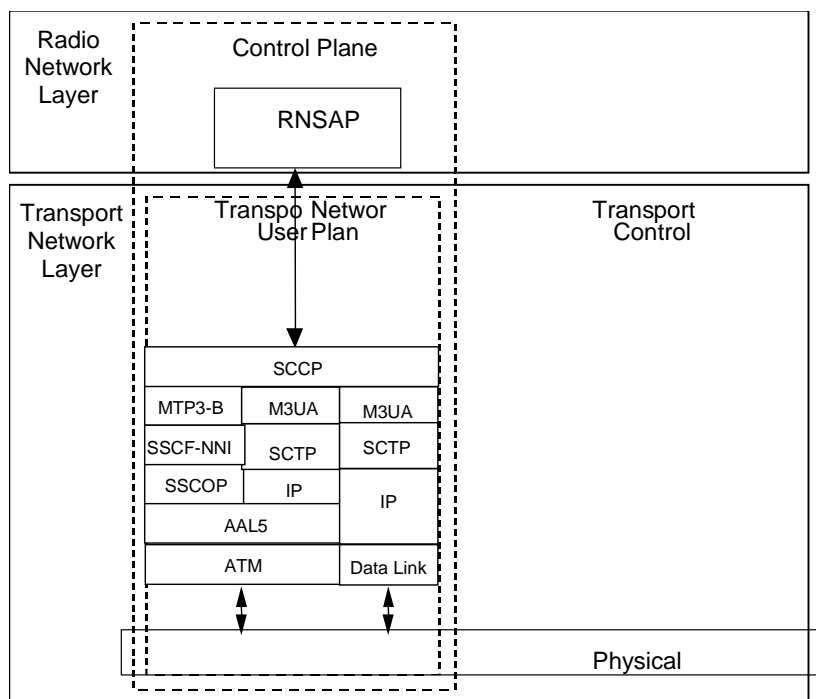 Radio
Network
Layer
Control Plane
RNSAP
Transport
Network
Layer
Transpo Networ
User Plan
Transport
Control
SCCP
MTP3-B
M3UA
M3UA
SSCF-NNI
SCTP
SCTP
SSCOP
IP
IP
AAL5
ATM
Data Link
Physical